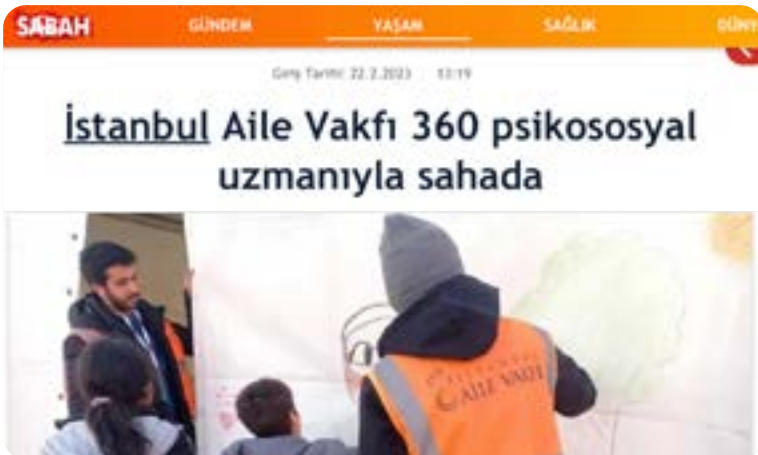 SABAH GÜNDEM YAŞAM SAĞLIK DÜNY
Giriş Tarihi: 22.2.2023 13:19
İstanbul Aile Vakfı 360 psikososyal
uzmanıyla sahada
AİLE VAKFI